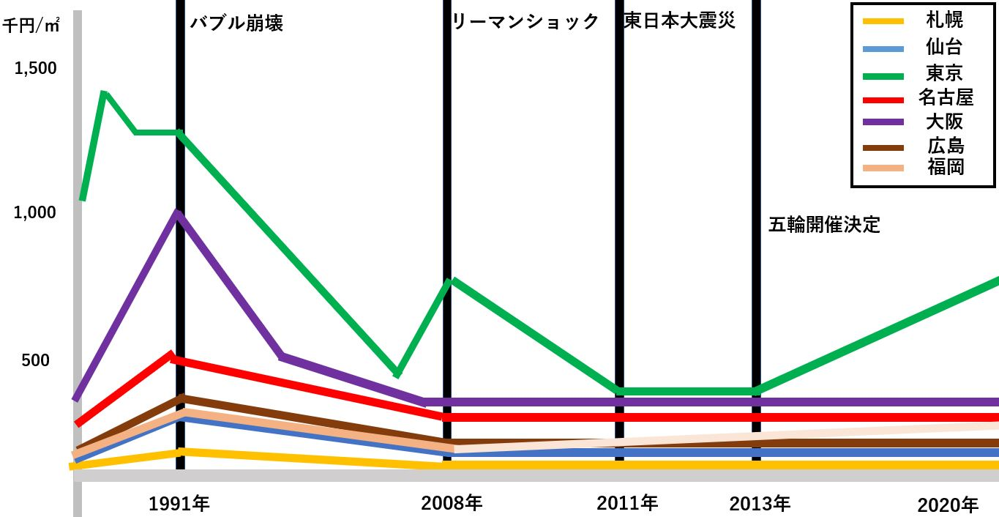 千円/㎡
バブル崩壊
リーマンショック
東日本大震災
札幌
仙台
東京
名古屋
大阪
広島
福岡
1,500
1,000
五輪開催決定
500
1991年
2008年
2011年
2013年
2020年